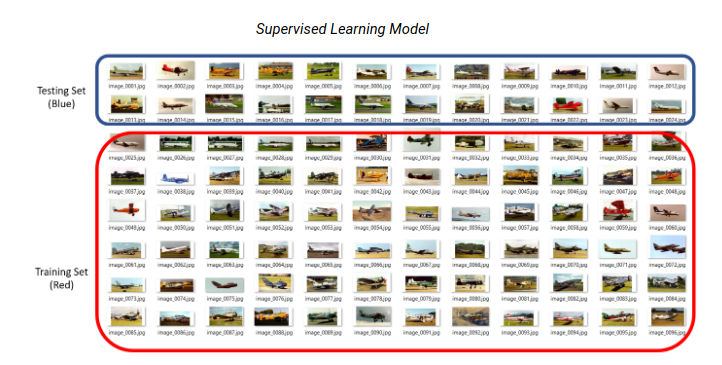 Supervised Learning Model
Testing Set
(Blue)
image_0001.jpg image_0002.jpg image_0003.jpg image_0004.jpg image_0005.jpg image_0006.jpg image_0007.jpg image_0008.jpg image_0009.jpg image_0010.jpg image_0011.jpg image_0012.jpg
image_0013.jpg image_0014.jpg image_0015.jpg image_0016.jpg image_0017.jpg image_0018.jpg image_0019.jpg image_0020.jpg image_0021.jpg image_0022.jpg image_0023.jpg image_0024.jpg
image_0025.jpg image_0026.jpg image_0027.jpg image_0028.jpg image_0029.jpg image_0030.jpg image_0031.jpg image_0032.jpg image_0033.jpg image_0034.jpg image_0035.jpg image_0036.jpg
image_0037.jpg image_0038.jpg image_0039.jpg image_0040.jpg image_0041.jpg image_0042.jpg image_0043.jpg image_0044.jpg image_0045.jpg image_0046.jpg image_0047.jpg image_0048.jpg
image_0049.jpg image_0050.jpg image_0051.jpg image_0052.jpg image_0053.jpg image_0054.jpg image_0055.jpg image_0056.jpg image_0057.jpg image_0058.jpg image_0059.jpg image_0060.jpg
Training Set
(Red)
image_0061.jpg image_0062.jpg image_0063.jpg image_0064.jpg image_0065.jpg image_0066.jpg image_0067.jpg image_0068.jpg image_0069.jpg image_0070.jpg image_0071.jpg image_0072.jpg
image_0073.jpg image_0074.jpg image_0075.jpg image_0076.jpg image_0077.jpg image_0078.jpg image_0079.jpg image_0080.jpg image_0081.jpg image_0082.jpg image_0083.jpg image_0084.jpg
image_0085.jpg image_0086.jpg image_0087.jpg image_0088.jpg image_0089.jpg image_0090.jpg image_0091.jpg image_0092.jpg image_0093.jpg image_0094.jpg image_0095.jpg image_0096.jpg